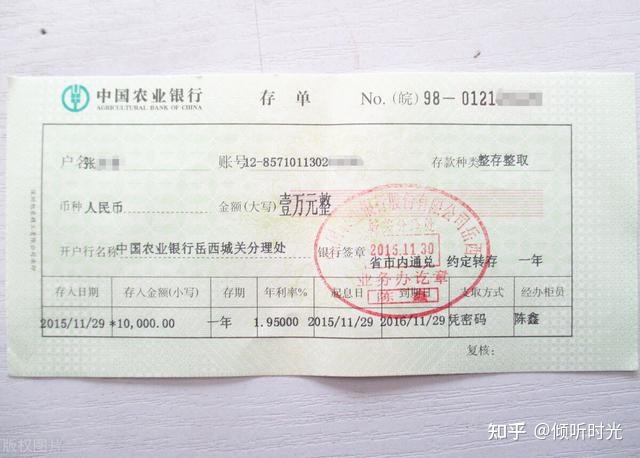 中国农业银行 存单 No. (皖) 98-0121
AGRICULTURAL BANK OF CHINA
户名 张 账号 12-8571011302 存款种类 整存整取
币种 人民币 金额(大写) 壹万元整
开户行名称: 中国农业银行岳西城关分理处 银行签章 2015.11.30 省市内通兑 约定转存 一年
业务办讫章
存入日期 存入金额(小写) 存期 年利率% 起息日 到期日 支取方式 经办柜员
2015/11/29 *10,000.00 一年 1.95000 2015/11/29 2016/11/29 凭密码 陈鑫
复核:
版权图片
知乎 @倾听时光